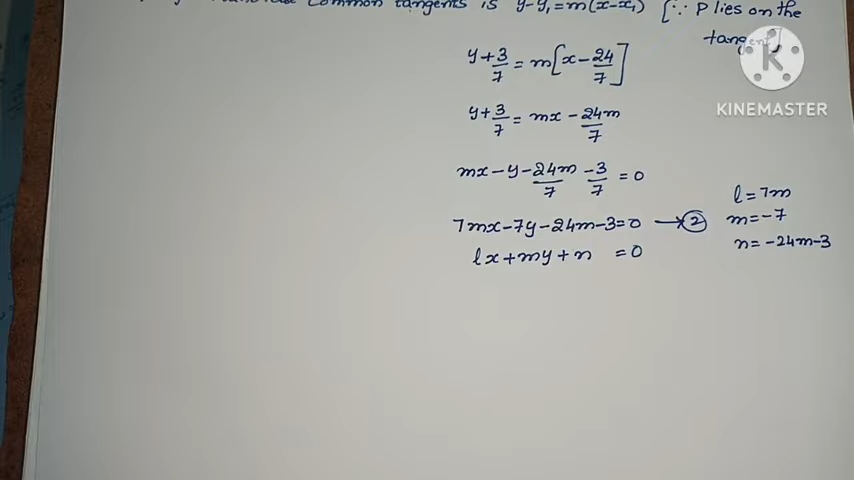 common tangents is y-y₁=m(x-x₁) [∵ P lies on the
tangent]
y+3/7 = m[x-24/7]
y+3/7 = mx-24m/7
mx-y-24m/7-3/7=0
7mx-7y-24m-3=0 → ②
lx+my+n =0
l=7m
m=-7
n=-24m-3
K
KINEMASTER